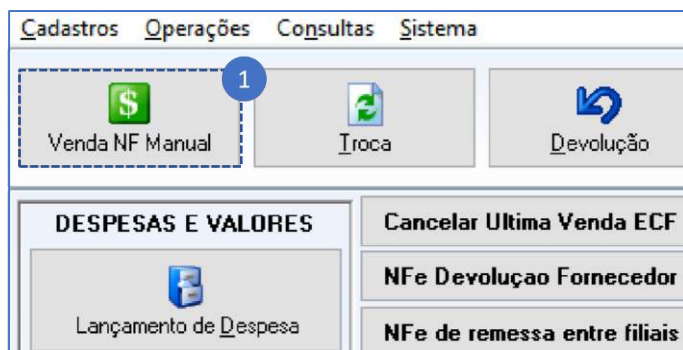 Cadastros Operações Consultas Sistema
1
Venda NF Manual Troca Devolução
DESPESAS E VALORES
Lançamento de Despesa
Cancelar Ultima Venda ECF
NFe Devoluçao Fornecedor
NFe de remessa entre filiais